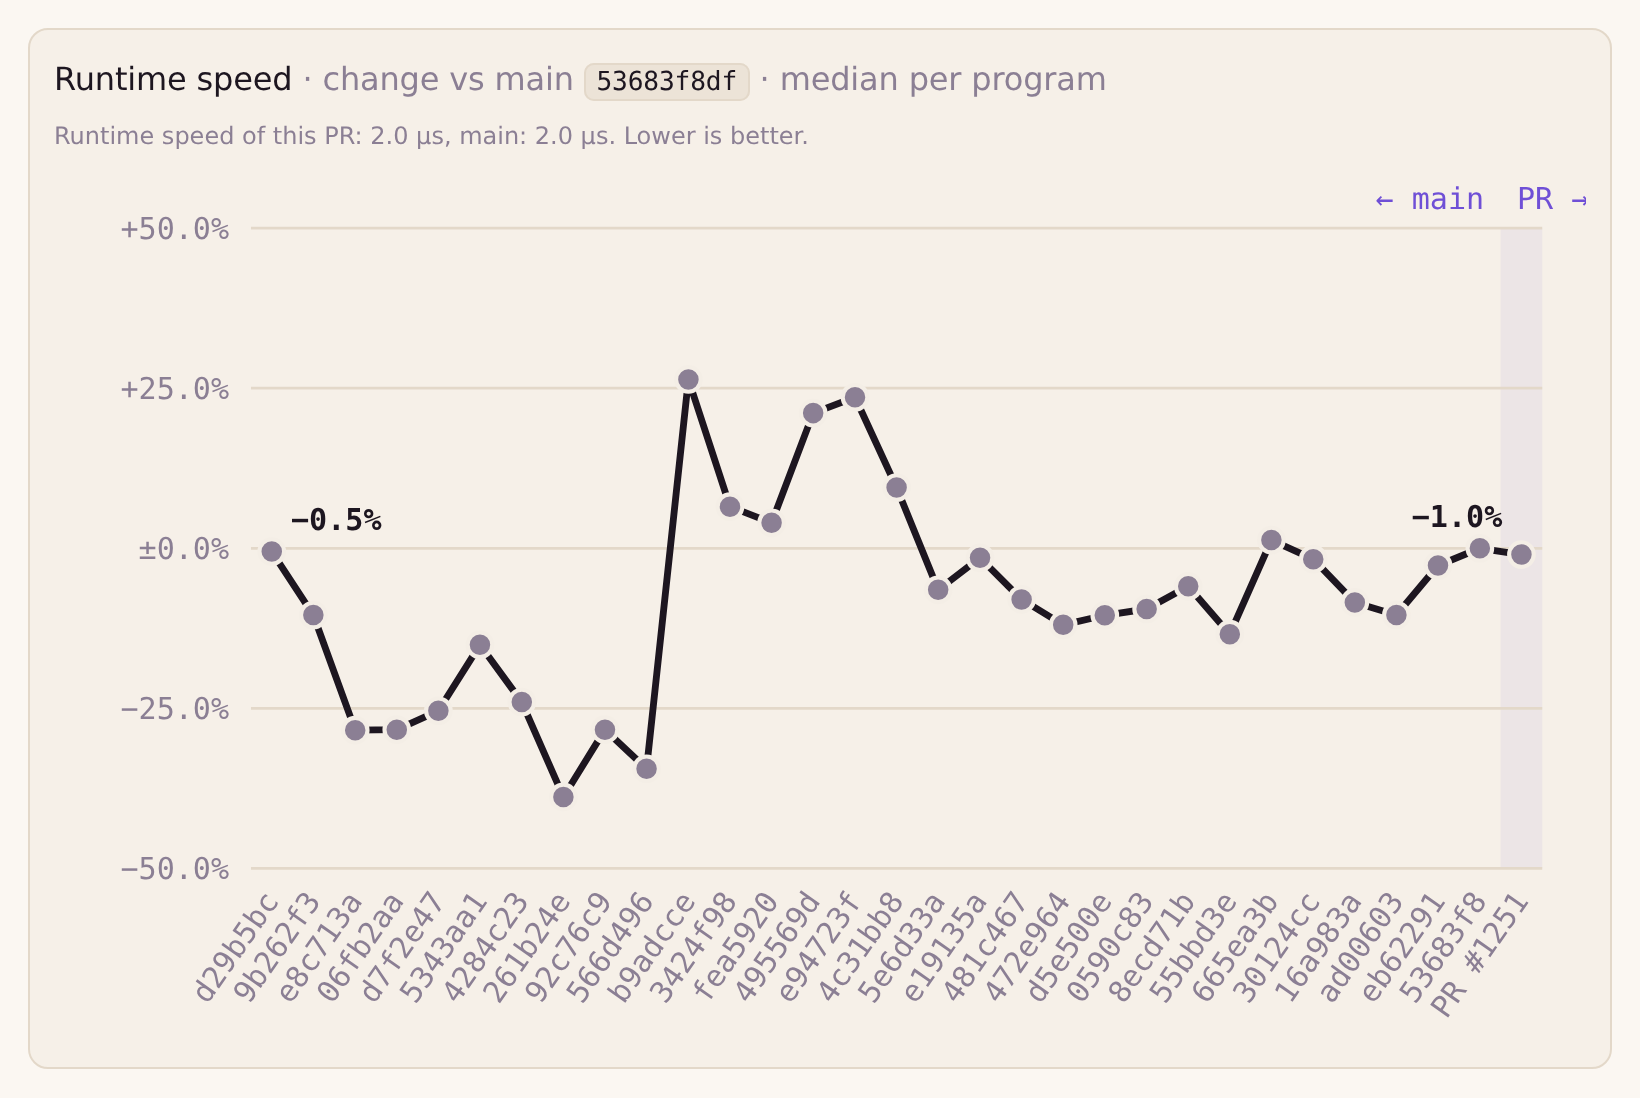 Runtime speed · change vs main 53683f8df · median per program
Runtime speed of this PR: 2.0 µs, main: 2.0 µs. Lower is better.
← main PR →
+50.0%
+25.0%
−0.5%
−1.0%
±0.0%
−25.0%
−50.0%
d29b5bc
9b262f3
e8c713a
06fb2aa
d7f2e47
5343aa1
4284c23
261b24e
92c76c9
566d496
b9adcce
3424f98
fea5920
495569d
e94723f
4c31bb8
5e6d33a
e19135a
481c467
472e964
d5e500e
0590c83
8ecd71b
55bbd3e
665ea3b
30124cc
16a983a
ad00603
eb62291
53683f8
PR #1251